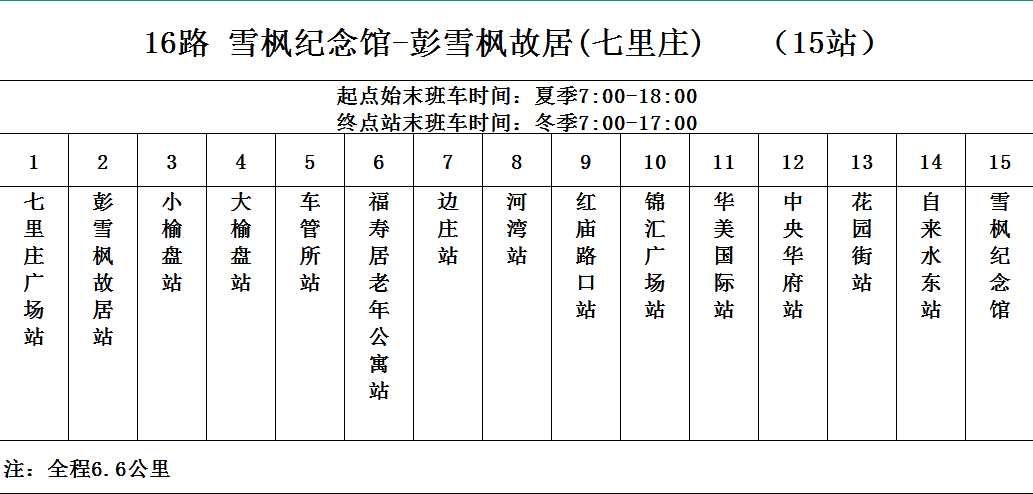 16路 雪枫纪念馆-彭雪枫故居(七里庄) （15站）
起点始末班车时间：夏季7:00-18:00
终点站末班车时间：冬季7:00-17:00
1 2 3 4 5 6 7 8 9 10 11 12 13 14 15
七里庄广场站
彭雪枫故居站
小榆盘站
大榆盘站
车管所站
福寿居老年公寓站
边庄站
河湾站
红庙路口站
锦汇广场站
华美国际站
中央华府站
花园街站
自来水东站
雪枫纪念馆
注：全程6.6公里